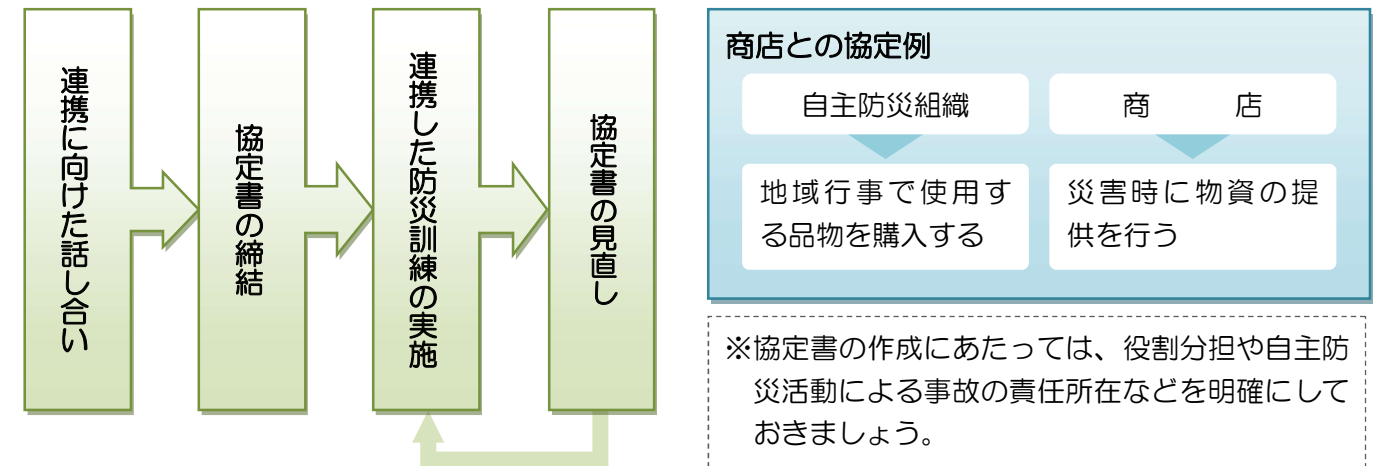 連携に向けた話し合い
協定書の締結
連携した防災訓練の実施
協定書の見直し
商店との協定例
自主防災組織
商　　　店
地域行事で使用す
る品物を購入する
災害時に物資の提
供を行う
※協定書の作成にあたっては、役割分担や自主防
災活動による事故の責任所在などを明確にして
おきましょう。